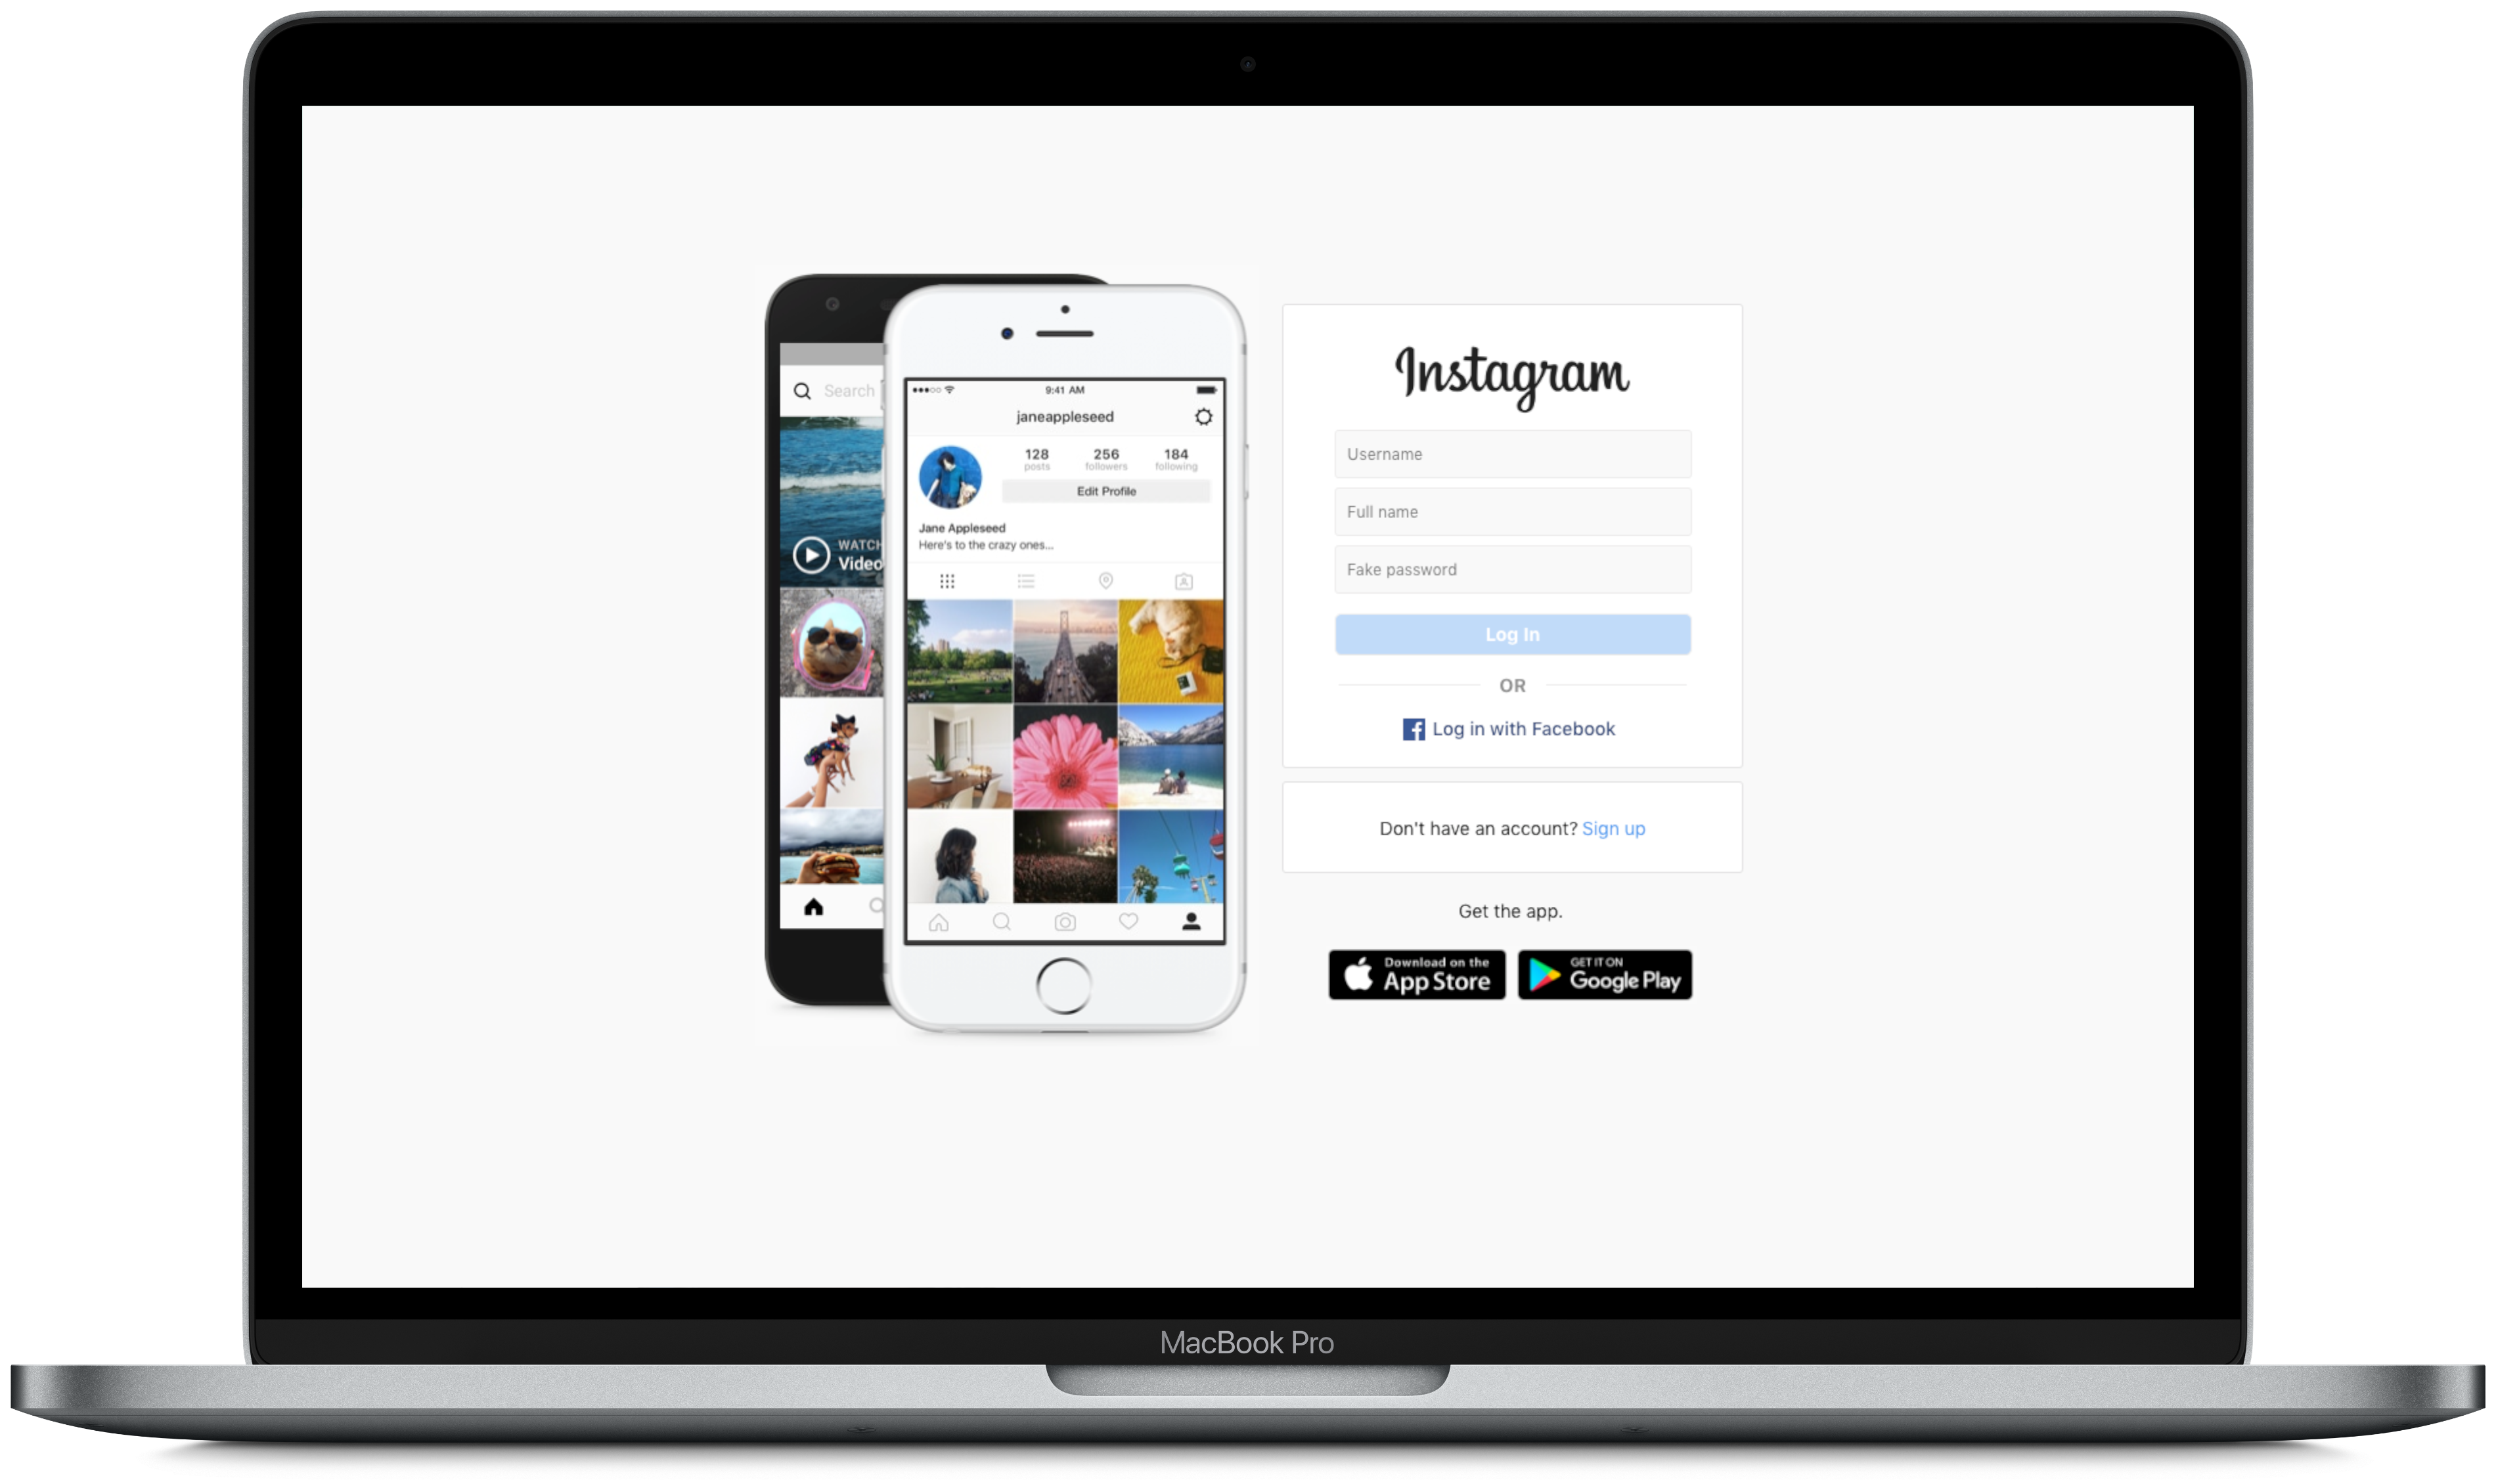 Search
WATCH
Video
9:41 AM
janeappleseed
128
posts
256
followers
184
following
Edit Profile
Jane Appleseed
Here's to the crazy ones...
Instagram
Username
Full name
Fake password
Log In
OR
Log in with Facebook
Don't have an account? Sign up
Get the app.
Download on the
App Store
GET IT ON
Google Play
MacBook Pro